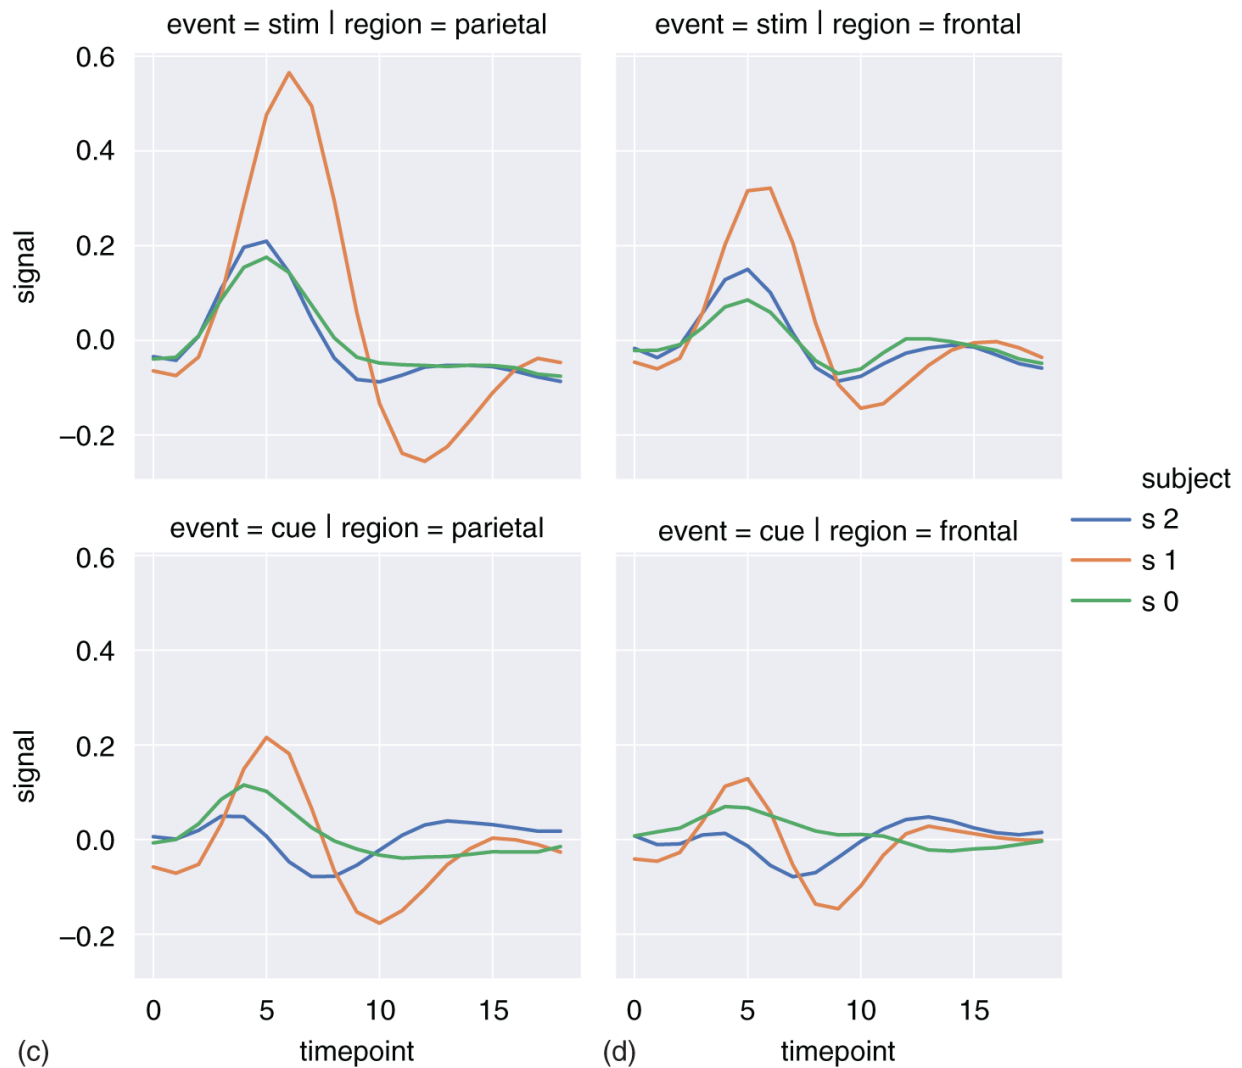 event = stim | region = parietal
event = stim | region = frontal
0.6
0.4
0.2
0.0
−0.2
signal
event = cue | region = parietal
event = cue | region = frontal
0.6
0.4
0.2
0.0
−0.2
signal
subject
s 2
s 1
s 0
0 5 10 15
0 5 10 15
(c) timepoint
(d) timepoint